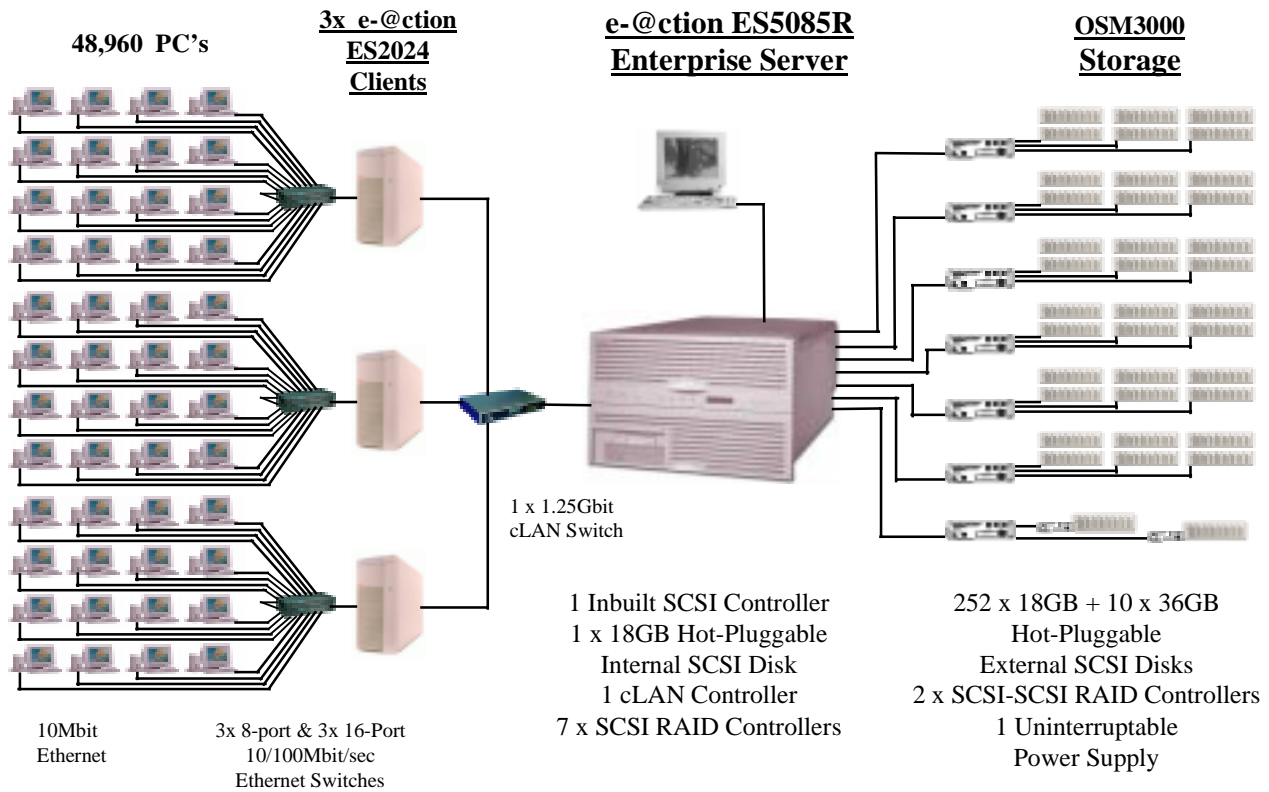 48,960 PC’s
3x e-@ction
ES2024
Clients
e-@ction ES5085R
Enterprise Server
OSM3000
Storage
1 x 1.25Gbit
cLAN Switch
1 Inbuilt SCSI Controller
1 x 18GB Hot-Pluggable
Internal SCSI Disk
1 cLAN Controller
7 x SCSI RAID Controllers
252 x 18GB + 10 x 36GB
Hot-Pluggable
External SCSI Disks
2 x SCSI-SCSI RAID Controllers
1 Uninterruptable
Power Supply
10Mbit
Ethernet
3x 8-port & 3x 16-Port
10/100Mbit/sec
Ethernet Switches